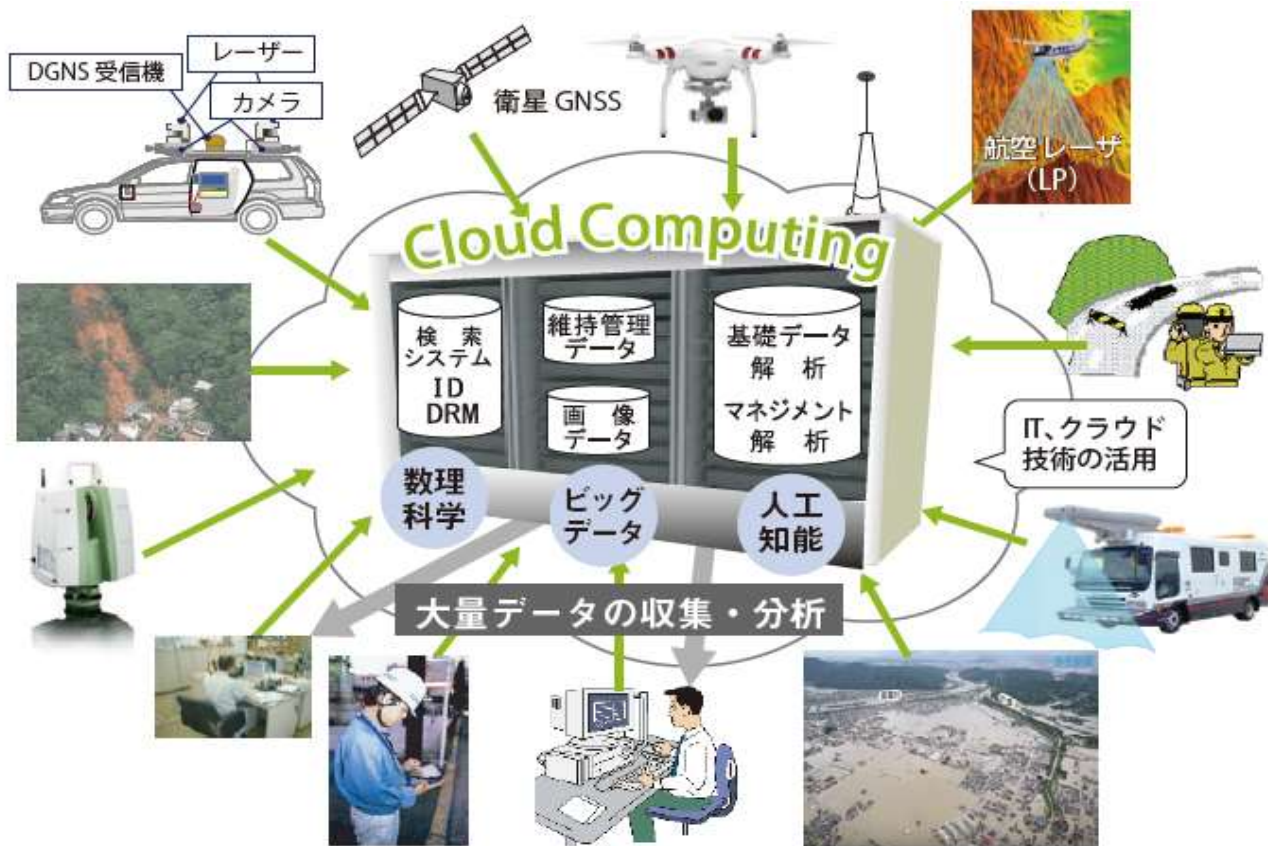 レーザー
DGNS 受信機
カメラ
衛星 GNSS
航空レーザ
(LP)
Cloud Computing
検索
システム
ID
DRM
維持管理
データ
画像
データ
基礎データ
解析
マネジメント
解析
IT、クラウド
技術の活用
数理
科学
ビッグ
データ
人工
知能
大量データの収集・分析